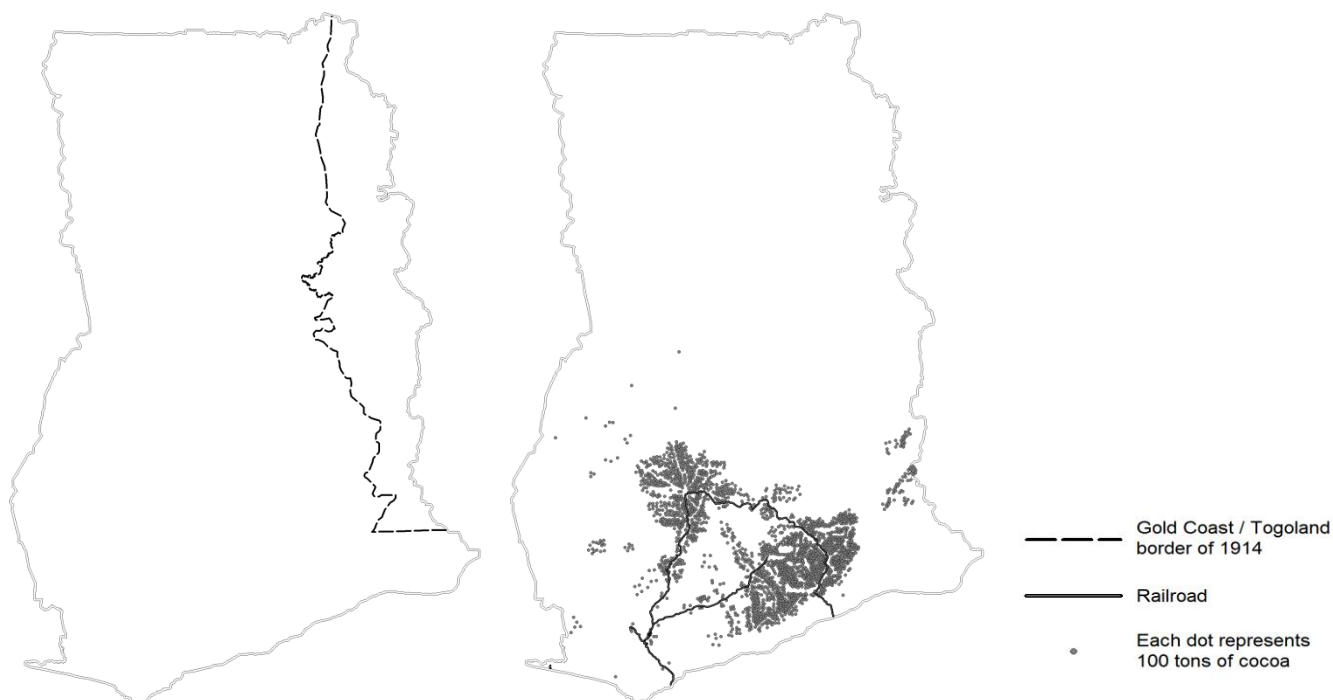 Gold Coast / Togoland
border of 1914
Railroad
Each dot represents
100 tons of cocoa